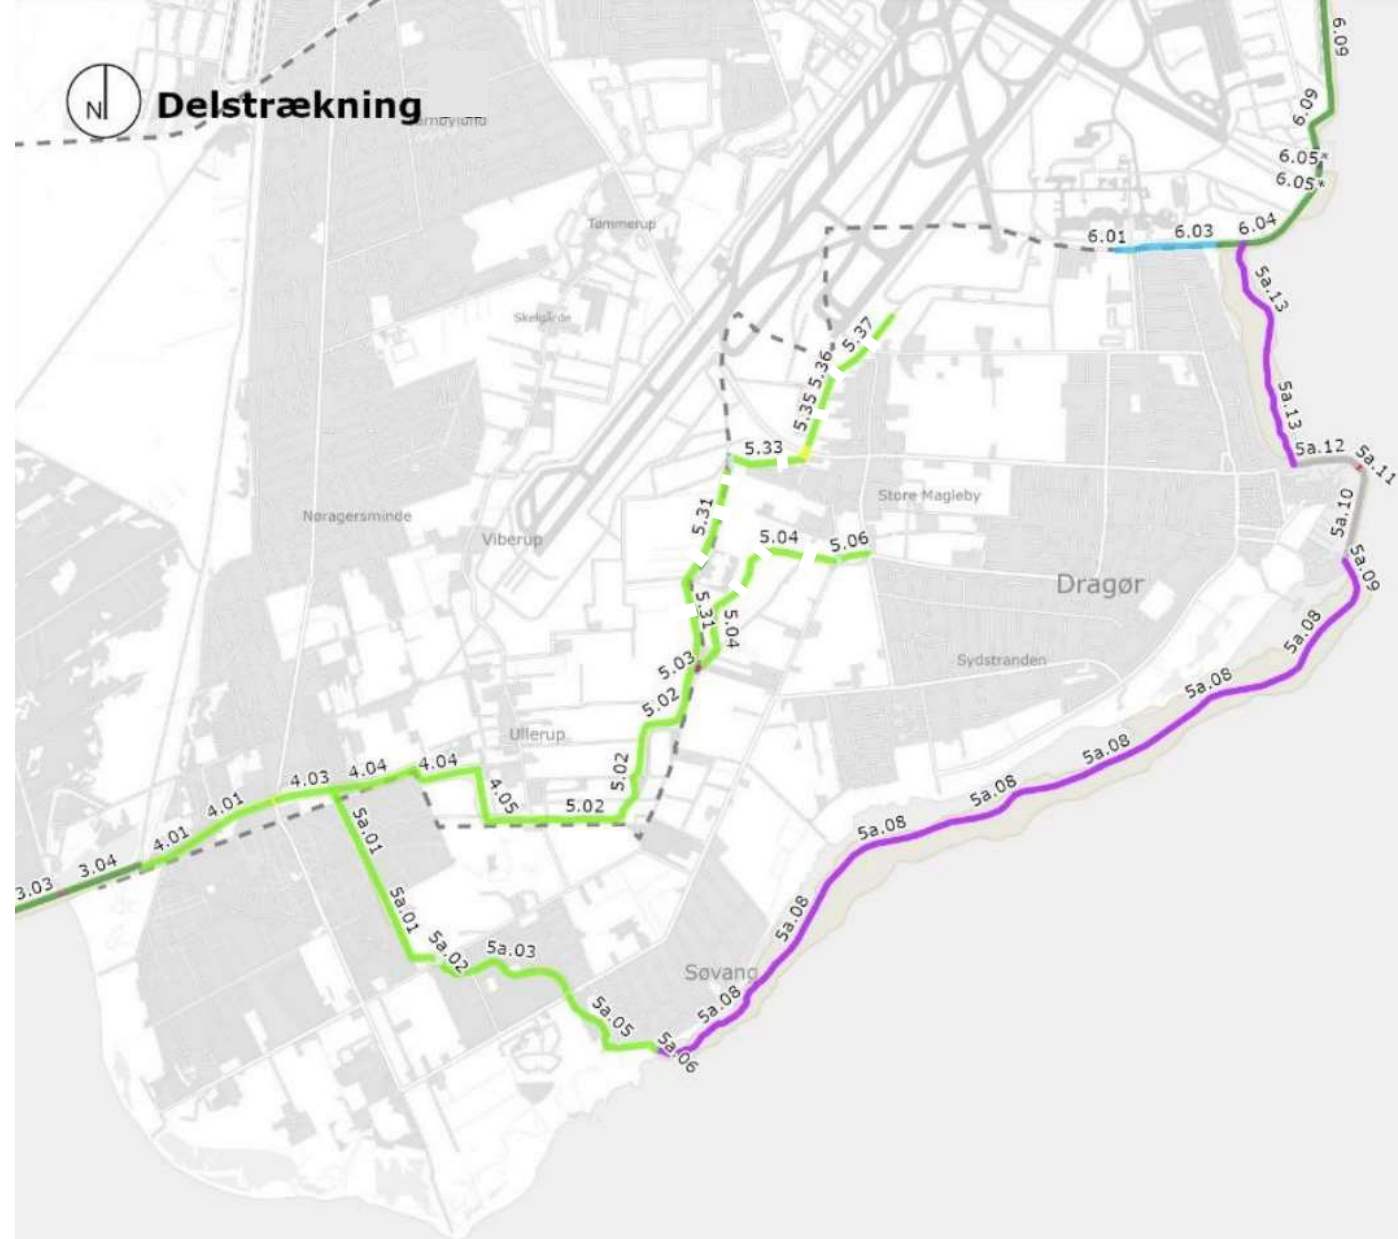 Delstrækning
6.09
6.09
6.05*
6.05*
Tømmerup
6.01
6.03
6.04
5a.13
Skelgårde
5.37
5.36
5.35
5a.13
5.33
5a.12
5a.11
Store Magleby
5a.10
Nøragersminde
5.31
Viberup
5.04
5.06
Dragør
5a.09
5.31
5.04
5a.08
5.03
Sydstranden
5.02
5a.08
Ullerup
5a.08
4.04
4.04
4.03
5.02
5a.08
4.05
5.02
4.01
5a.01
5a.08
4.01
3.04
3.03
5a.01
5a.08
5a.02
5a.03
Søvang
5a.08
5a.05
5a.06
N